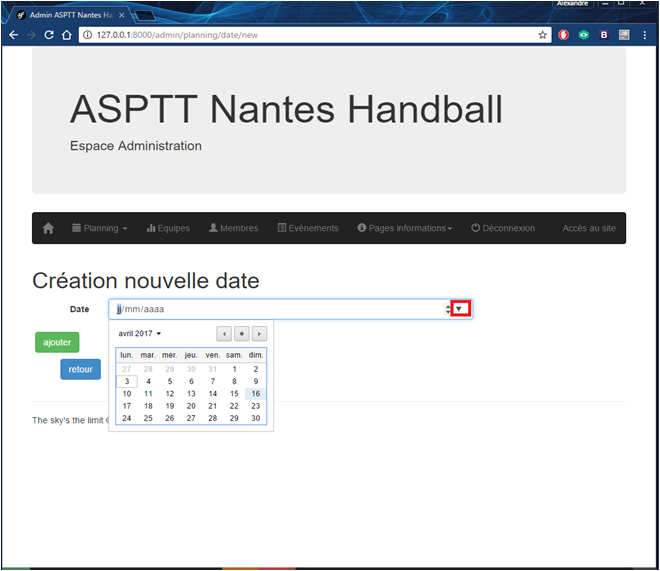 Alexandre
Admin ASPTT Nantes Ha
127.0.0.1:8000/admin/planning/date/new
ASPTT Nantes Handball
Espace Administration
Planning Equipes Membres Evénements Pages informations Déconnexion Accès au site
Création nouvelle date
Date jj/mm/aaaa
avril 2017
lun. mar. mer. jeu. ven. sam. dim.
27 28 29 30 31 1 2
3 4 5 6 7 8 9
10 11 12 13 14 15 16
17 18 19 20 21 22 23
24 25 26 27 28 29 30
ajouter
retour
The sky's the limit